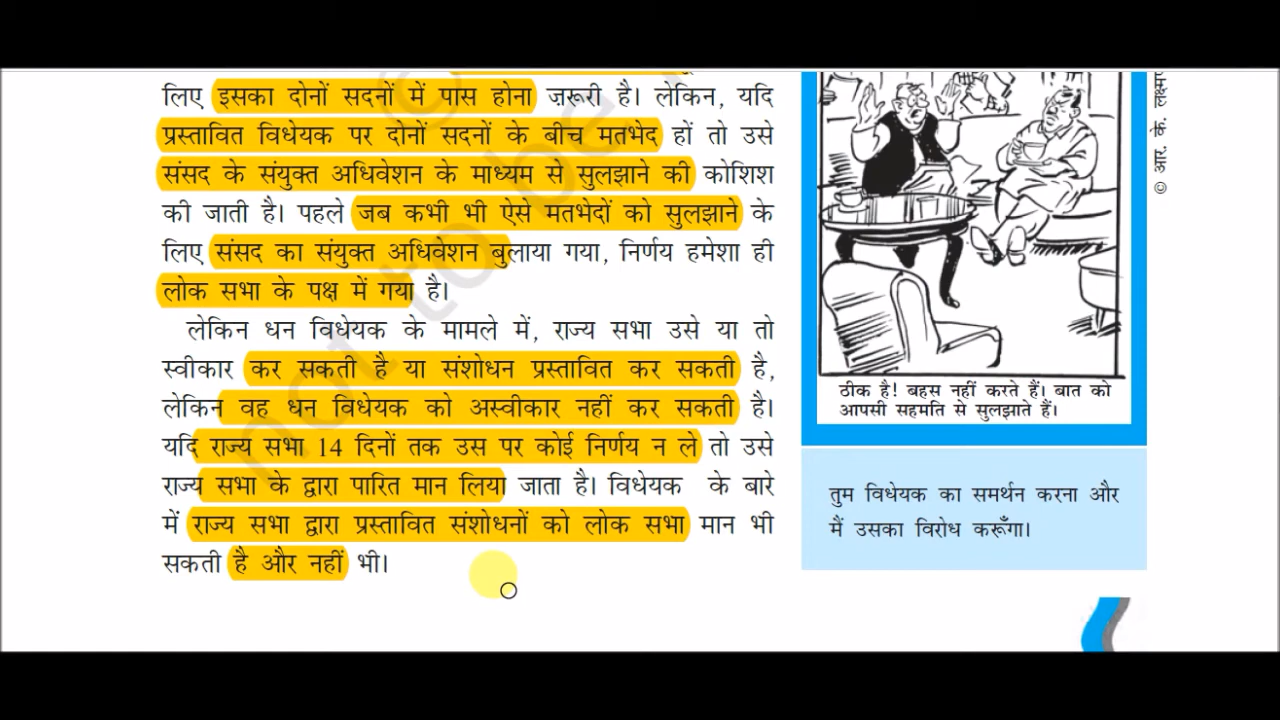 लिए इसका दोनों सदनों में पास होना ज़रूरी है। लेकिन, यदि
प्रस्तावित विधेयक पर दोनों सदनों के बीच मतभेद हों तो उसे
संसद के संयुक्त अधिवेशन के माध्यम से सुलझाने की कोशिश
की जाती है। पहले जब कभी भी ऐसे मतभेदों को सुलझाने के
लिए संसद का संयुक्त अधिवेशन बुलाया गया, निर्णय हमेशा ही
लोक सभा के पक्ष में गया है।
लेकिन धन विधेयक के मामले में, राज्य सभा उसे या तो
स्वीकार कर सकती है या संशोधन प्रस्तावित कर सकती है,
लेकिन वह धन विधेयक को अस्वीकार नहीं कर सकती है।
यदि राज्य सभा 14 दिनों तक उस पर कोई निर्णय न ले तो उसे
राज्य सभा के द्वारा पारित मान लिया जाता है। विधेयक के बारे
में राज्य सभा द्वारा प्रस्तावित संशोधनों को लोक सभा मान भी
सकती है और नहीं भी।
© आर. के.
ठीक है! बहस नहीं करते हैं। बात को
आपसी सहमति से सुलझाते हैं।
तुम विधेयक का समर्थन करना और
मैं उसका विरोध करूँगा।
not to be